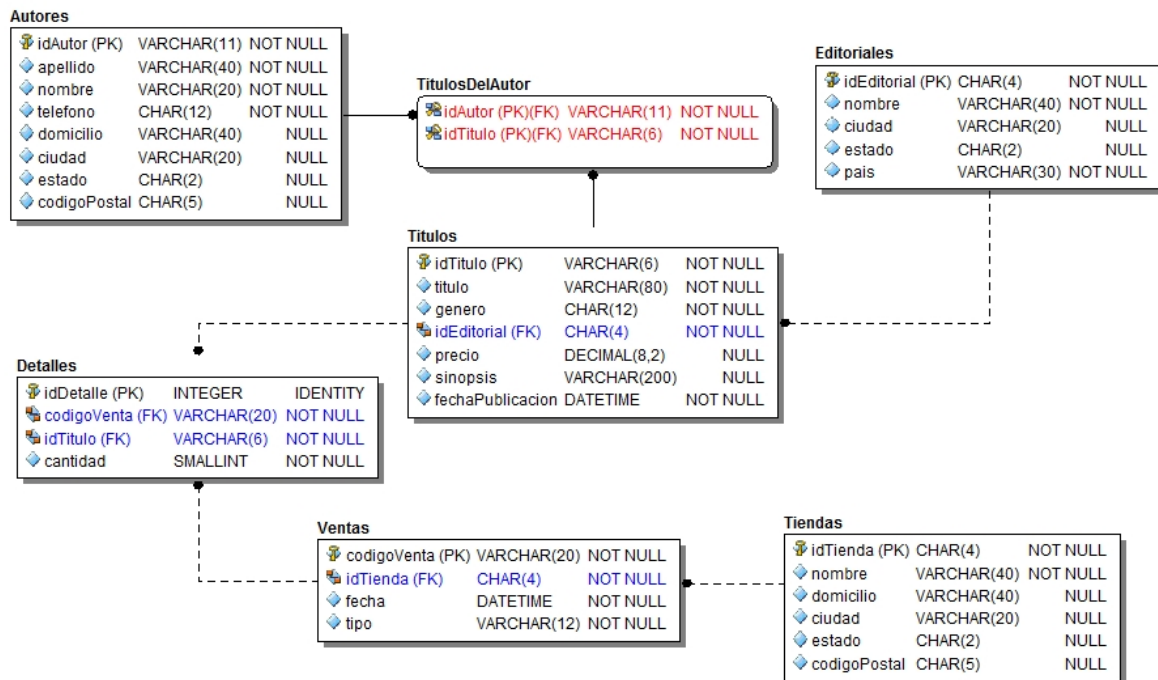 Autores
idAutor (PK) VARCHAR(11) NOT NULL
apellido VARCHAR(40) NOT NULL
nombre VARCHAR(20) NOT NULL
telefono CHAR(12) NOT NULL
domicilio VARCHAR(40) NULL
ciudad VARCHAR(20) NULL
estado CHAR(2) NULL
codigoPostal CHAR(5) NULL
TitulosDelAutor
idAutor (PK)(FK) VARCHAR(11) NOT NULL
idTitulo (PK)(FK) VARCHAR(6) NOT NULL
Editoriales
idEditorial (PK) CHAR(4) NOT NULL
nombre VARCHAR(40) NOT NULL
ciudad VARCHAR(20) NULL
estado CHAR(2) NULL
pais VARCHAR(30) NOT NULL
Titulos
idTitulo (PK) VARCHAR(6) NOT NULL
titulo VARCHAR(80) NOT NULL
genero CHAR(12) NOT NULL
idEditorial (FK) CHAR(4) NOT NULL
precio DECIMAL(8,2) NULL
sinopsis VARCHAR(200) NULL
fechaPublicacion DATETIME NOT NULL
Detalles
idDetalle (PK) INTEGER IDENTITY
codigoVenta (FK) VARCHAR(20) NOT NULL
idTitulo (FK) VARCHAR(6) NOT NULL
cantidad SMALLINT NOT NULL
Ventas
codigoVenta (PK) VARCHAR(20) NOT NULL
idTienda (FK) CHAR(4) NOT NULL
fecha DATETIME NOT NULL
tipo VARCHAR(12) NOT NULL
Tiendas
idTienda (PK) CHAR(4) NOT NULL
nombre VARCHAR(40) NOT NULL
domicilio VARCHAR(40) NULL
ciudad VARCHAR(20) NULL
estado CHAR(2) NULL
codigoPostal CHAR(5) NULL